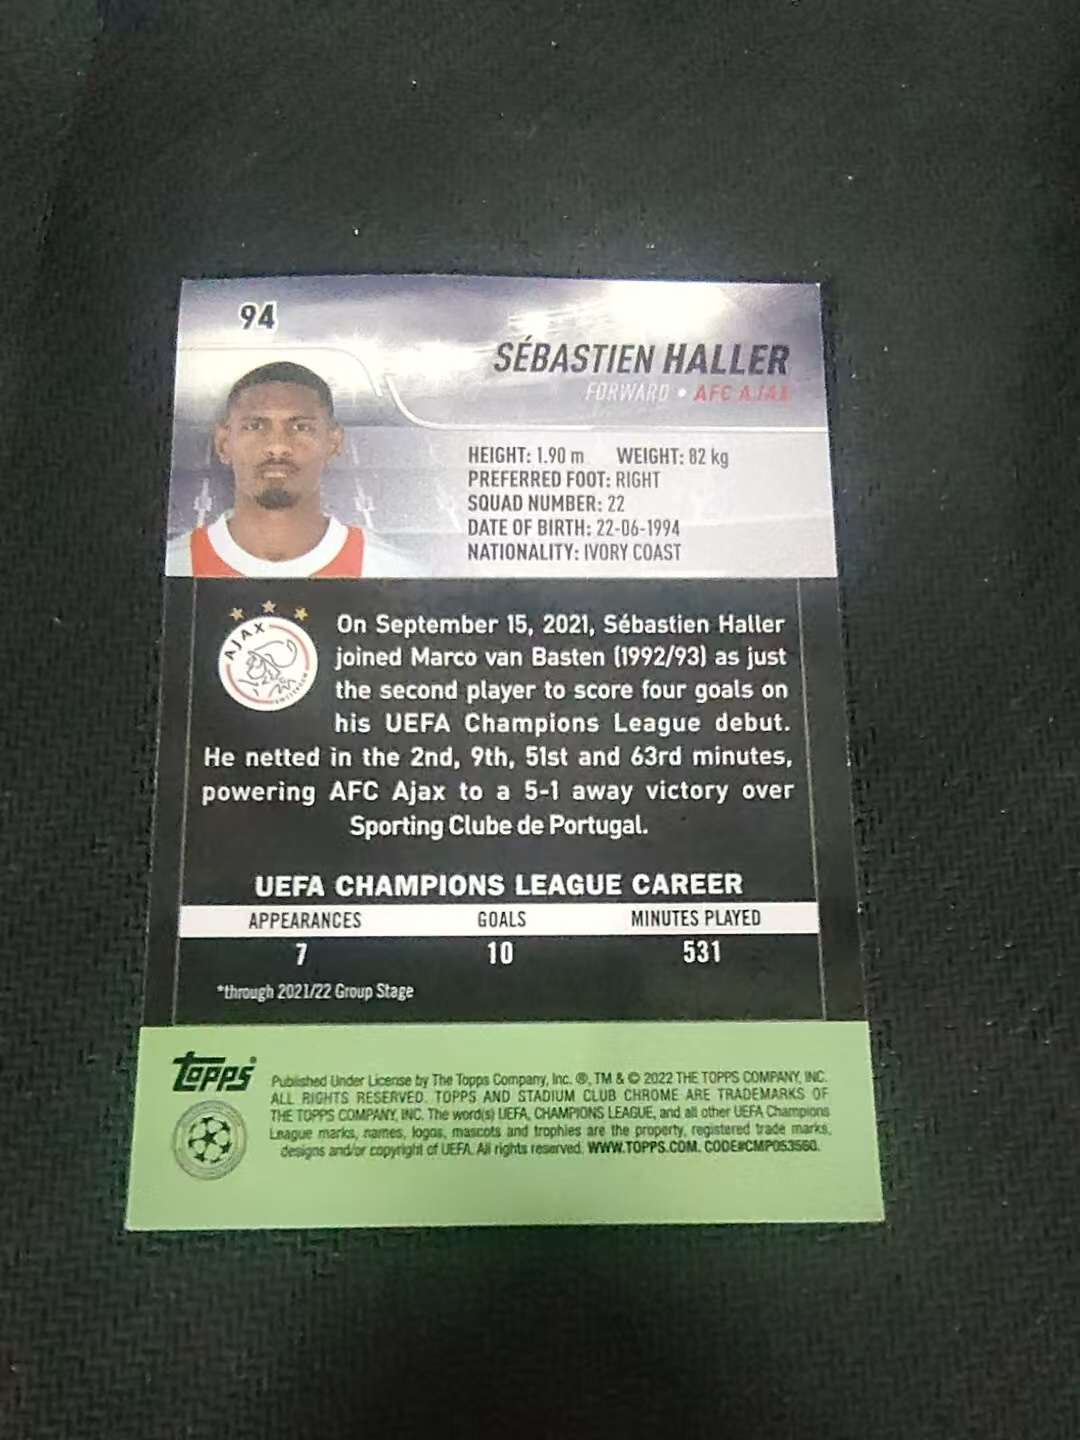 94
SÉBASTIEN HALLER
FORWARD • AFC AJAX
HEIGHT: 1.90 m WEIGHT: 82 kg
PREFERRED FOOT: RIGHT
SQUAD NUMBER: 22
DATE OF BIRTH: 22-06-1994
NATIONALITY: IVORY COAST
AJAX
AMSTERDAM
On September 15, 2021, Sébastien Haller
joined Marco van Basten (1992/93) as just
the second player to score four goals on
his UEFA Champions League debut.
He netted in the 2nd, 9th, 51st and 63rd minutes,
powering AFC Ajax to a 5-1 away victory over
Sporting Clube de Portugal.
UEFA CHAMPIONS LEAGUE CAREER
APPEARANCES GOALS MINUTES PLAYED
7 10 531
*through 2021/22 Group Stage
topps®
Published Under License by The Topps Company, Inc. ®, TM & © 2022 THE TOPPS COMPANY, INC.
ALL RIGHTS RESERVED. TOPPS AND STADIUM CLUB CHROME ARE TRADEMARKS OF
THE TOPPS COMPANY, INC. The word(s) UEFA, CHAMPIONS LEAGUE, and all other UEFA Champions
League marks, names, logos, mascots and trophies are the property, registered trade marks,
designs and/or copyright of UEFA. All rights reserved. WWW.TOPPS.COM. CODE#CMP053560.